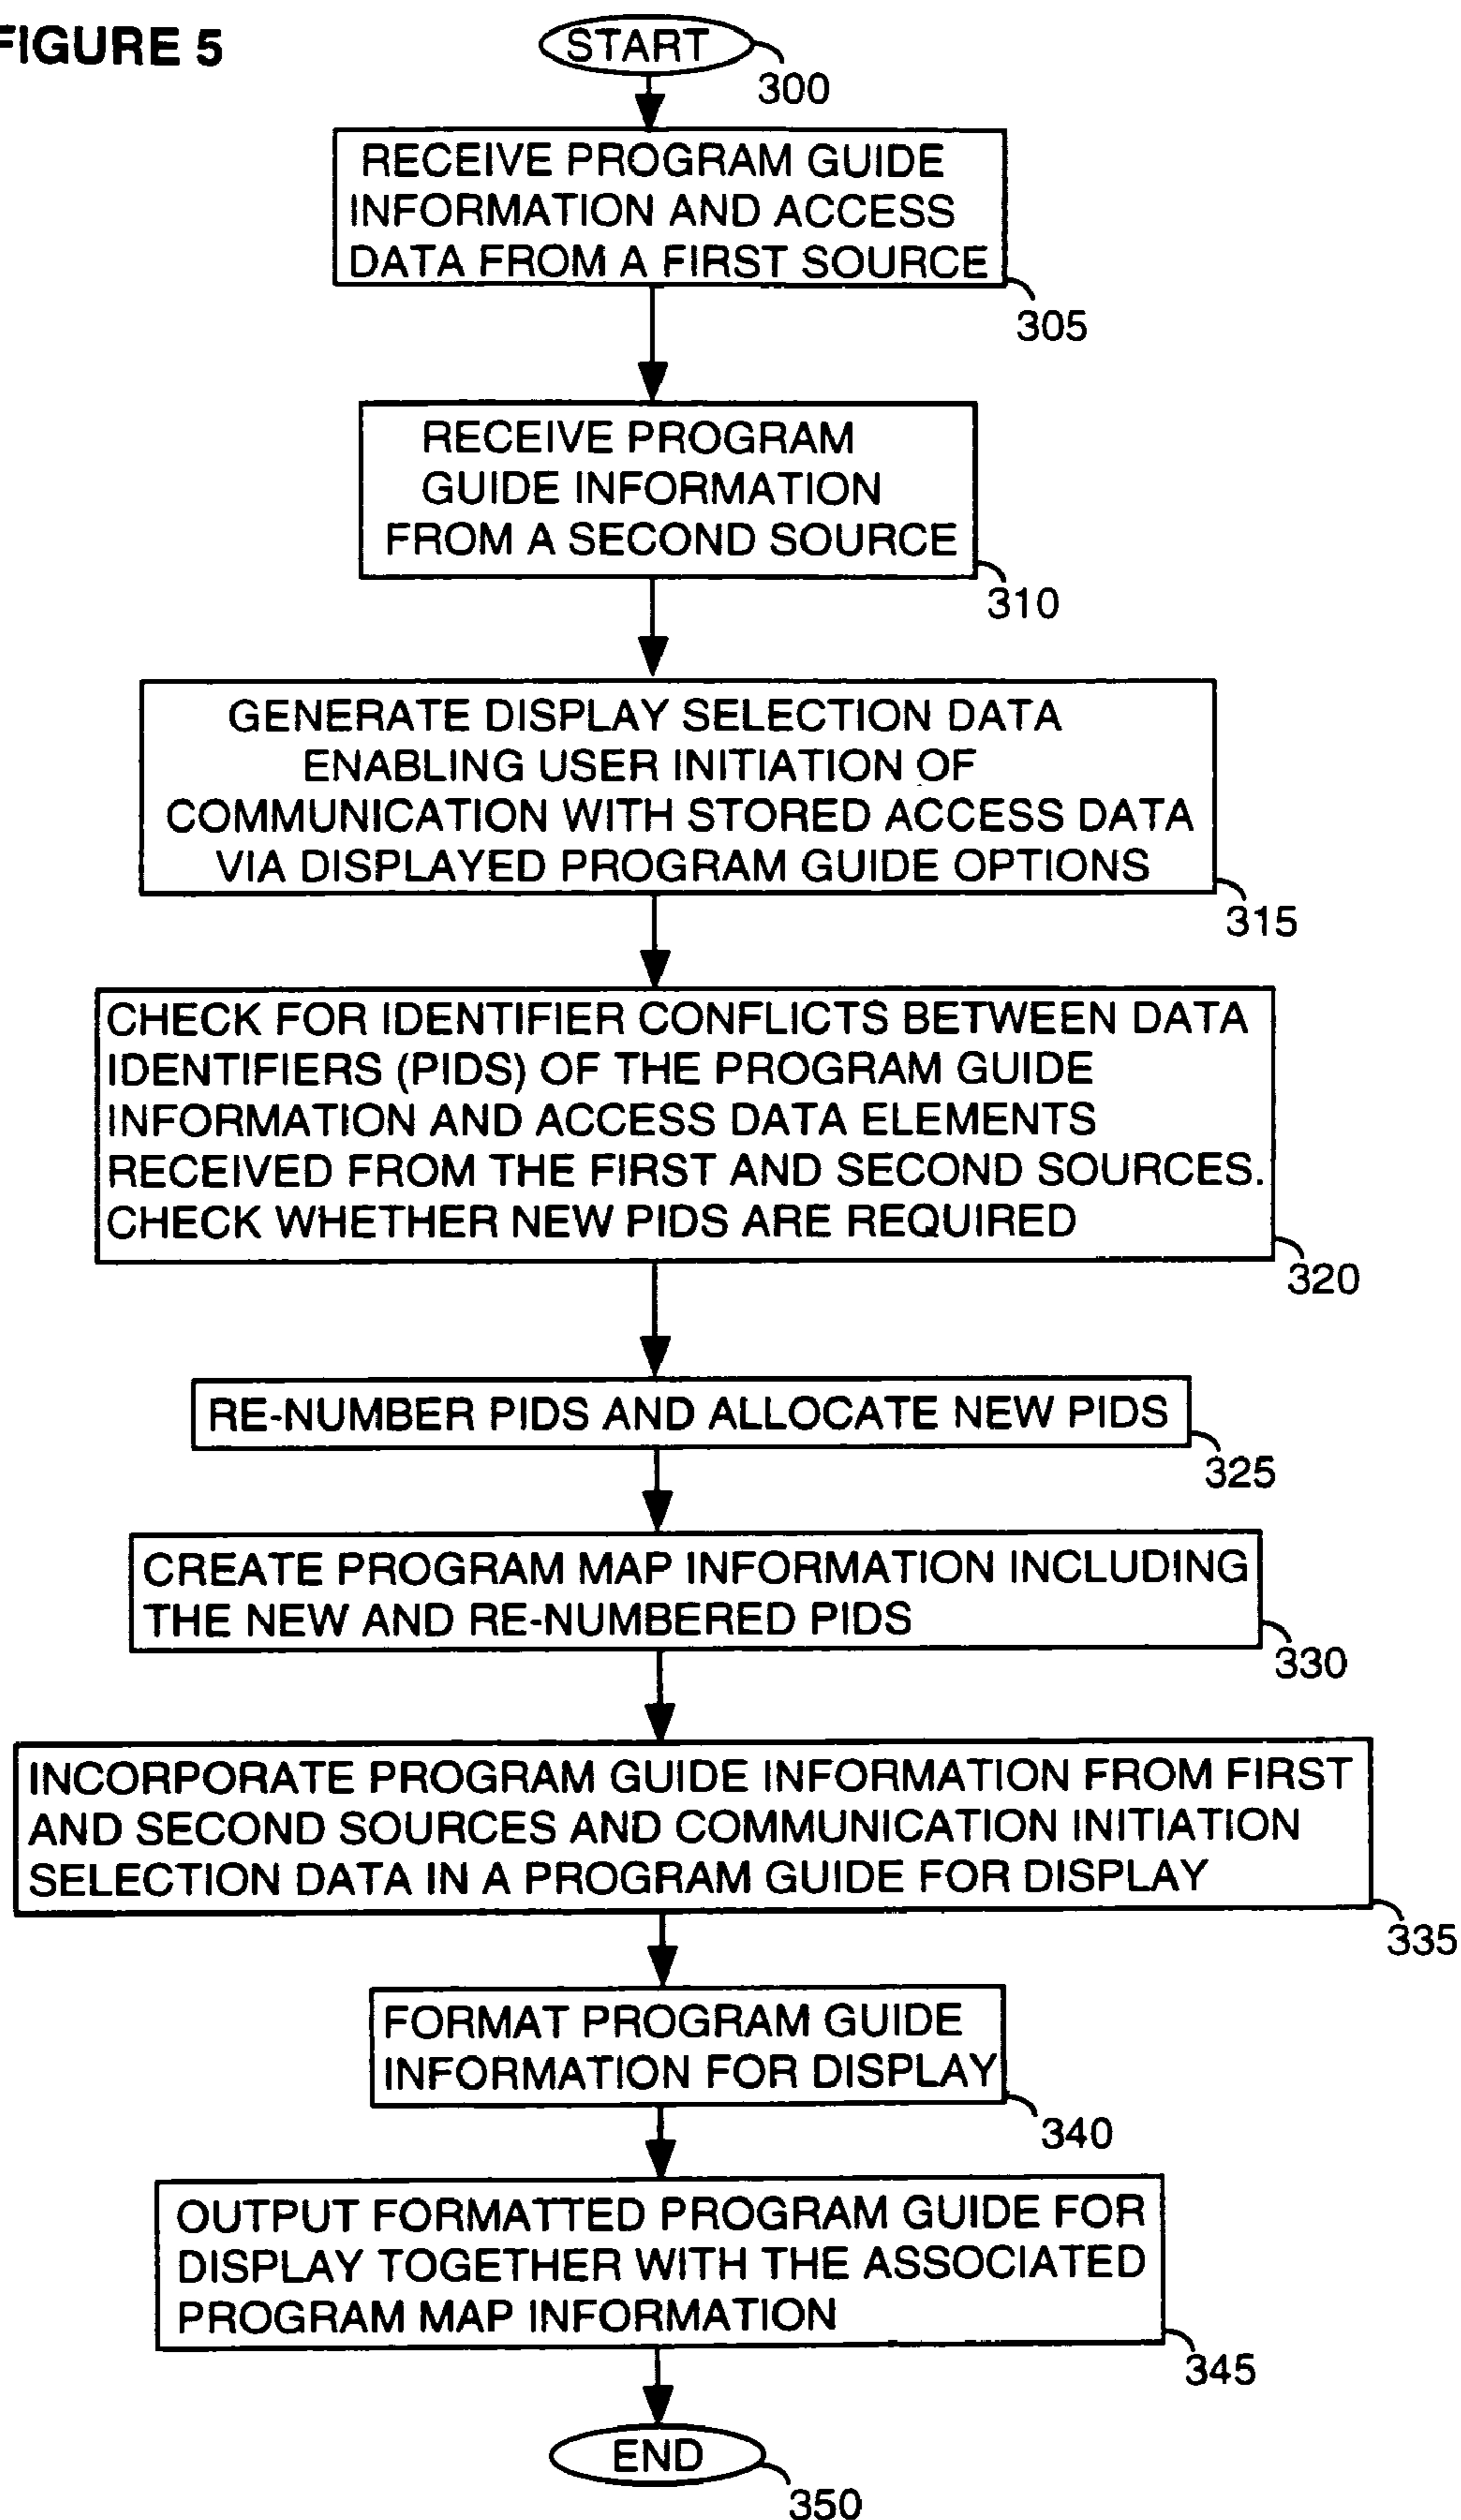 FIGURE 5
START
300
RECEIVE PROGRAM GUIDE
INFORMATION AND ACCESS
DATA FROM A FIRST SOURCE
305
RECEIVE PROGRAM
GUIDE INFORMATION
FROM A SECOND SOURCE
310
GENERATE DISPLAY SELECTION DATA
ENABLING USER INITIATION OF
COMMUNICATION WITH STORED ACCESS DATA
VIA DISPLAYED PROGRAM GUIDE OPTIONS
315
CHECK FOR IDENTIFIER CONFLICTS BETWEEN DATA
IDENTIFIERS (PIDS) OF THE PROGRAM GUIDE
INFORMATION AND ACCESS DATA ELEMENTS
RECEIVED FROM THE FIRST AND SECOND SOURCES.
CHECK WHETHER NEW PIDS ARE REQUIRED
320
RE-NUMBER PIDS AND ALLOCATE NEW PIDS
325
CREATE PROGRAM MAP INFORMATION INCLUDING
THE NEW AND RE-NUMBERED PIDS
330
INCORPORATE PROGRAM GUIDE INFORMATION FROM FIRST
AND SECOND SOURCES AND COMMUNICATION INITIATION
SELECTION DATA IN A PROGRAM GUIDE FOR DISPLAY
335
FORMAT PROGRAM GUIDE
INFORMATION FOR DISPLAY
340
OUTPUT FORMATTED PROGRAM GUIDE FOR
DISPLAY TOGETHER WITH THE ASSOCIATED
PROGRAM MAP INFORMATION
345
END
350